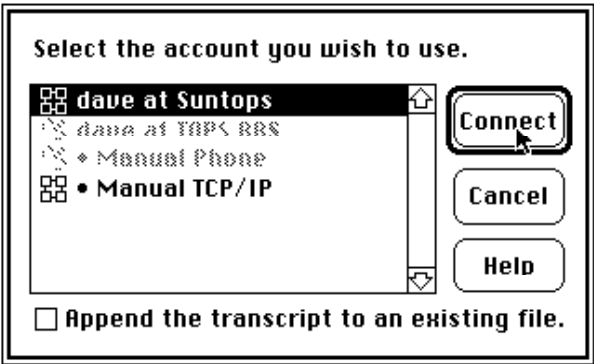 Select the account you wish to use.
dave at Suntops
dave at TOPS BBS
• Manual Phone
• Manual TCP/IP
Connect
Cancel
Help
Append the transcript to an existing file.